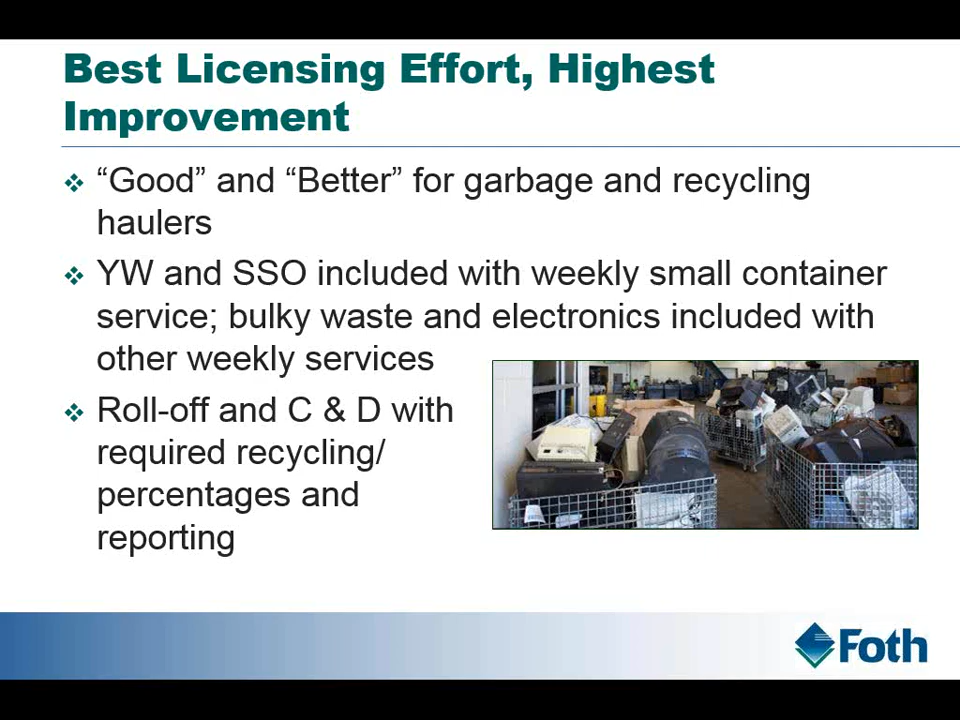 Best Licensing Effort, Highest
Improvement
“Good” and “Better” for garbage and recycling
haulers
YW and SSO included with weekly small container
service; bulky waste and electronics included with
other weekly services
Roll-off and C & D with
required recycling/
percentages and
reporting
Foth